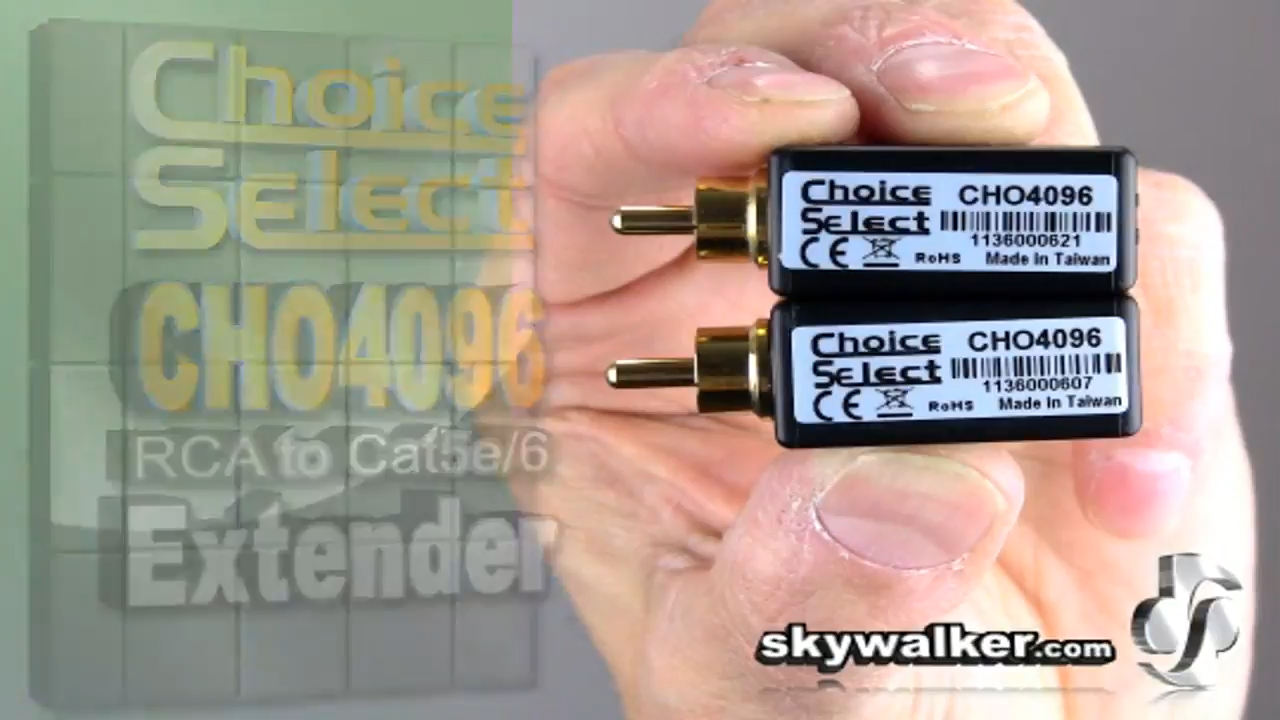 Choice
Select
CHO4096
RCA to Cat5e/6
Extender
Choice
Select
CHO4096
1136000621
CE RoHS Made In Taiwan
Choice
Select
CHO4096
1136000607
CE RoHS Made In Taiwan
skywalker.com